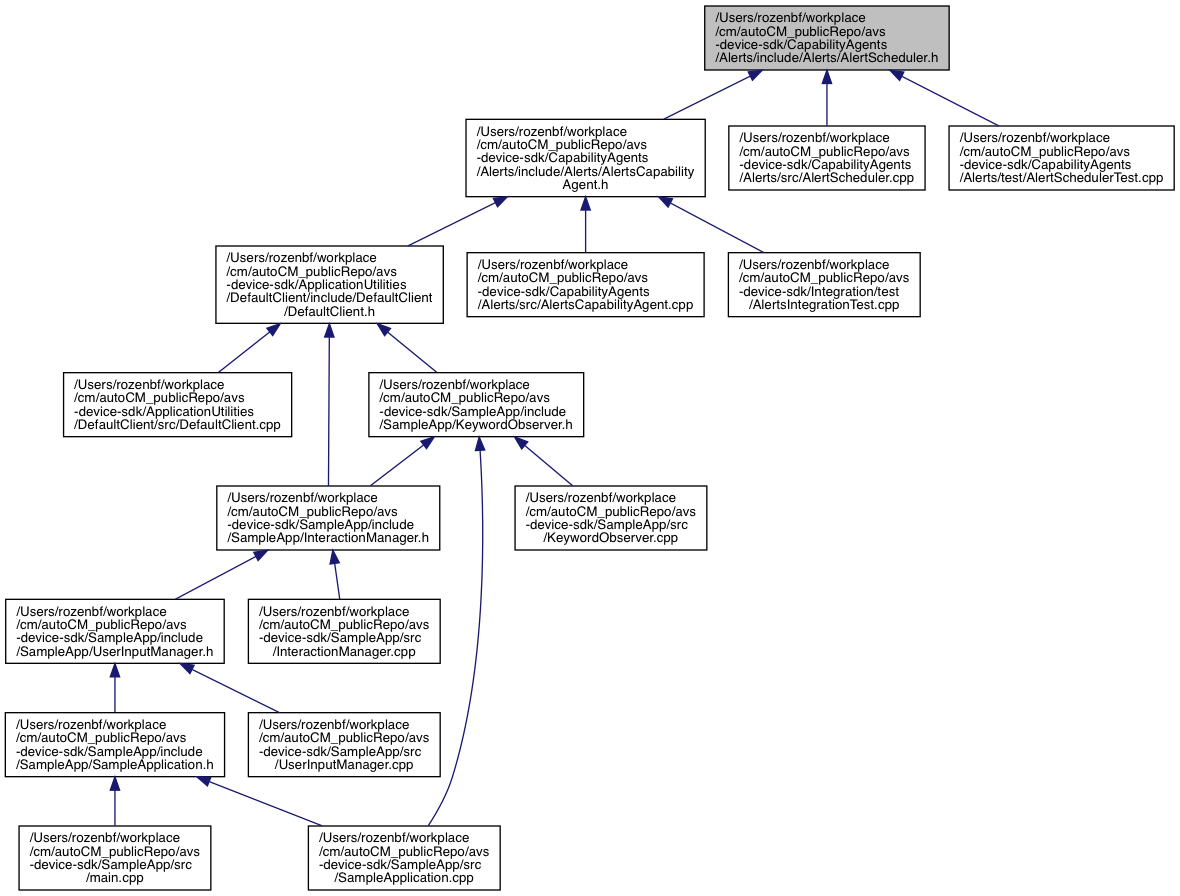 /Users/rozenbf/workplace
/cm/autoCM_publicRepo/avs
-device-sdk/CapabilityAgents
/Alerts/include/Alerts/AlertScheduler.h
/Users/rozenbf/workplace
/cm/autoCM_publicRepo/avs
-device-sdk/CapabilityAgents
/Alerts/include/Alerts/AlertsCapability
Agent.h
/Users/rozenbf/workplace
/cm/autoCM_publicRepo/avs
-device-sdk/CapabilityAgents
/Alerts/src/AlertScheduler.cpp
/Users/rozenbf/workplace
/cm/autoCM_publicRepo/avs
-device-sdk/CapabilityAgents
/Alerts/test/AlertSchedulerTest.cpp
/Users/rozenbf/workplace
/cm/autoCM_publicRepo/avs
-device-sdk/ApplicationUtilities
/DefaultClient/include/DefaultClient
/DefaultClient.h
/Users/rozenbf/workplace
/cm/autoCM_publicRepo/avs
-device-sdk/CapabilityAgents
/Alerts/src/AlertsCapabilityAgent.cpp
/Users/rozenbf/workplace
/cm/autoCM_publicRepo/avs
-device-sdk/Integration/test
/AlertsIntegrationTest.cpp
/Users/rozenbf/workplace
/cm/autoCM_publicRepo/avs
-device-sdk/ApplicationUtilities
/DefaultClient/src/DefaultClient.cpp
/Users/rozenbf/workplace
/cm/autoCM_publicRepo/avs
-device-sdk/SampleApp/include
/SampleApp/KeywordObserver.h
/Users/rozenbf/workplace
/cm/autoCM_publicRepo/avs
-device-sdk/SampleApp/include
/SampleApp/InteractionManager.h
/Users/rozenbf/workplace
/cm/autoCM_publicRepo/avs
-device-sdk/SampleApp/src
/KeywordObserver.cpp
/Users/rozenbf/workplace
/cm/autoCM_publicRepo/avs
-device-sdk/SampleApp/include
/SampleApp/UserInputManager.h
/Users/rozenbf/workplace
/cm/autoCM_publicRepo/avs
-device-sdk/SampleApp/src
/InteractionManager.cpp
/Users/rozenbf/workplace
/cm/autoCM_publicRepo/avs
-device-sdk/SampleApp/include
/SampleApp/SampleApplication.h
/Users/rozenbf/workplace
/cm/autoCM_publicRepo/avs
-device-sdk/SampleApp/src
/UserInputManager.cpp
/Users/rozenbf/workplace
/cm/autoCM_publicRepo/avs
-device-sdk/SampleApp/src
/main.cpp
/Users/rozenbf/workplace
/cm/autoCM_publicRepo/avs
-device-sdk/SampleApp/src
/SampleApplication.cpp